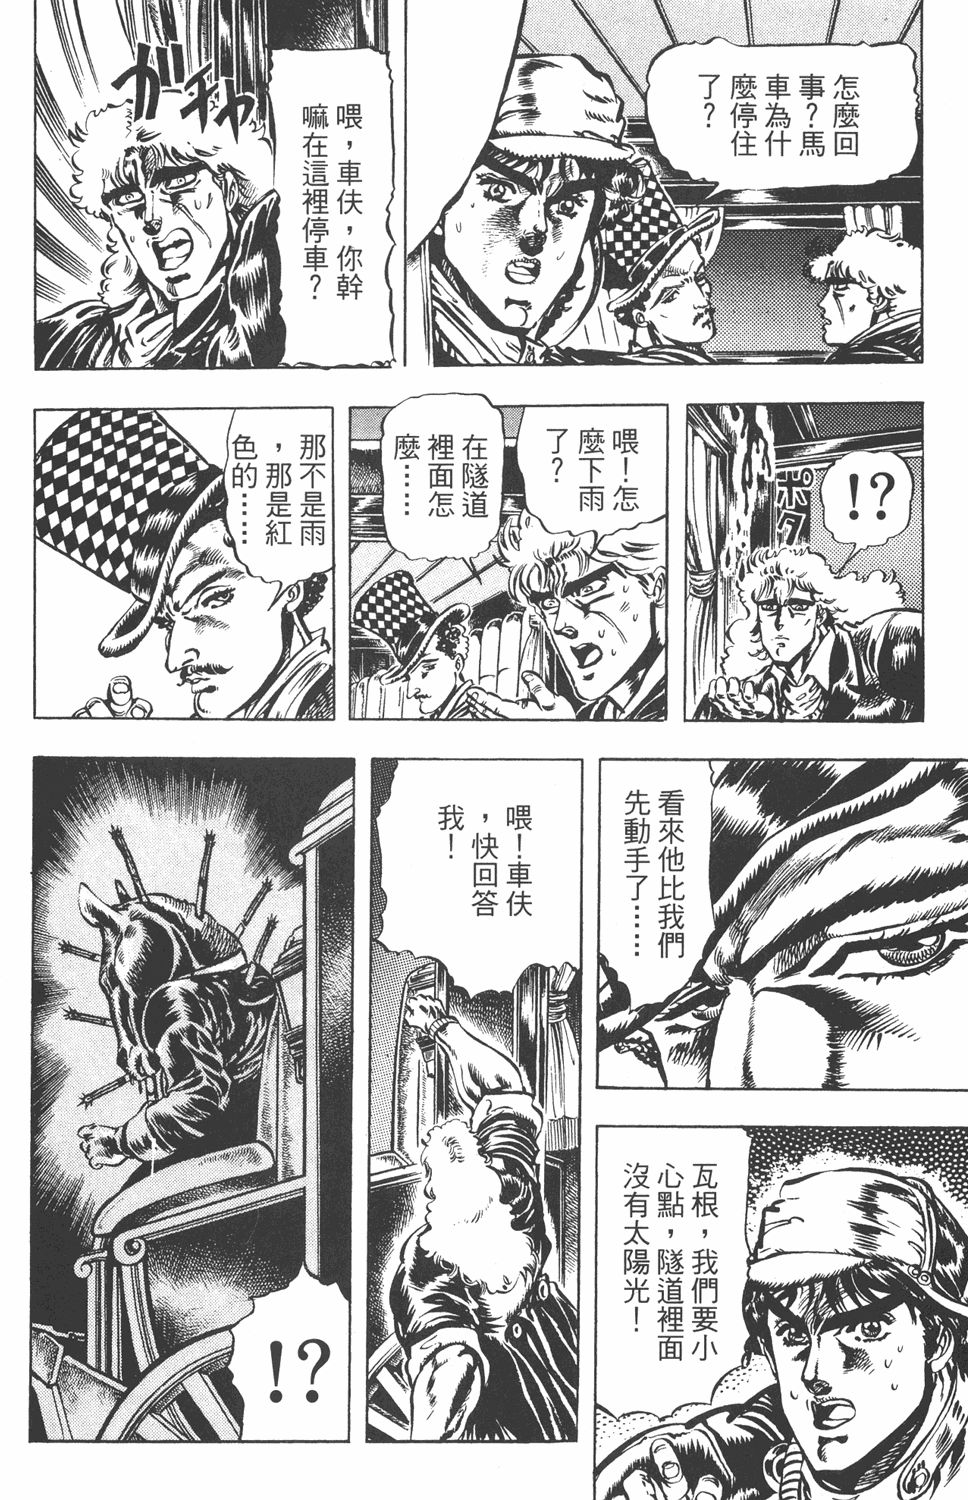 怎麼回
事？馬
車為什
麼停住
了？
喂，車伕，你幹
嘛在這裡停車？
ガチャ
！？
ポタ
喂！怎
麼下雨
了？
在隧道
裡面怎
麼……
那不是雨
，那是紅
色的……
看來他比我們
先動手了……
瓦根，我們要小
心點，隧道裡面
沒有太陽光！
喂！車伕
，快回答
我！
！？